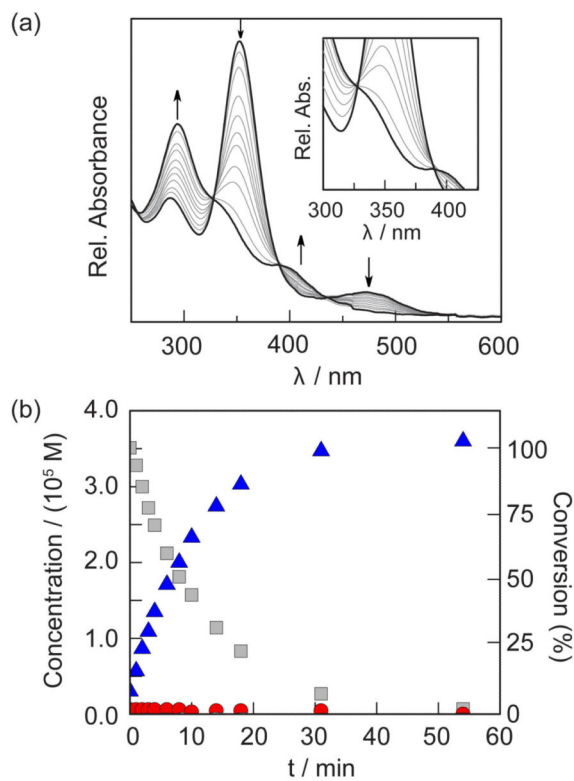 (a)
Rel. Absorbance
Rel. Abs.
300 350 400
λ / nm
300 400 500 600
λ / nm
(b)
Concentration / (10⁵ M)
4.0
3.0
2.0
1.0
0.0
100
75
50
25
0
Conversion (%)
0 10 20 30 40 50 60
t / min